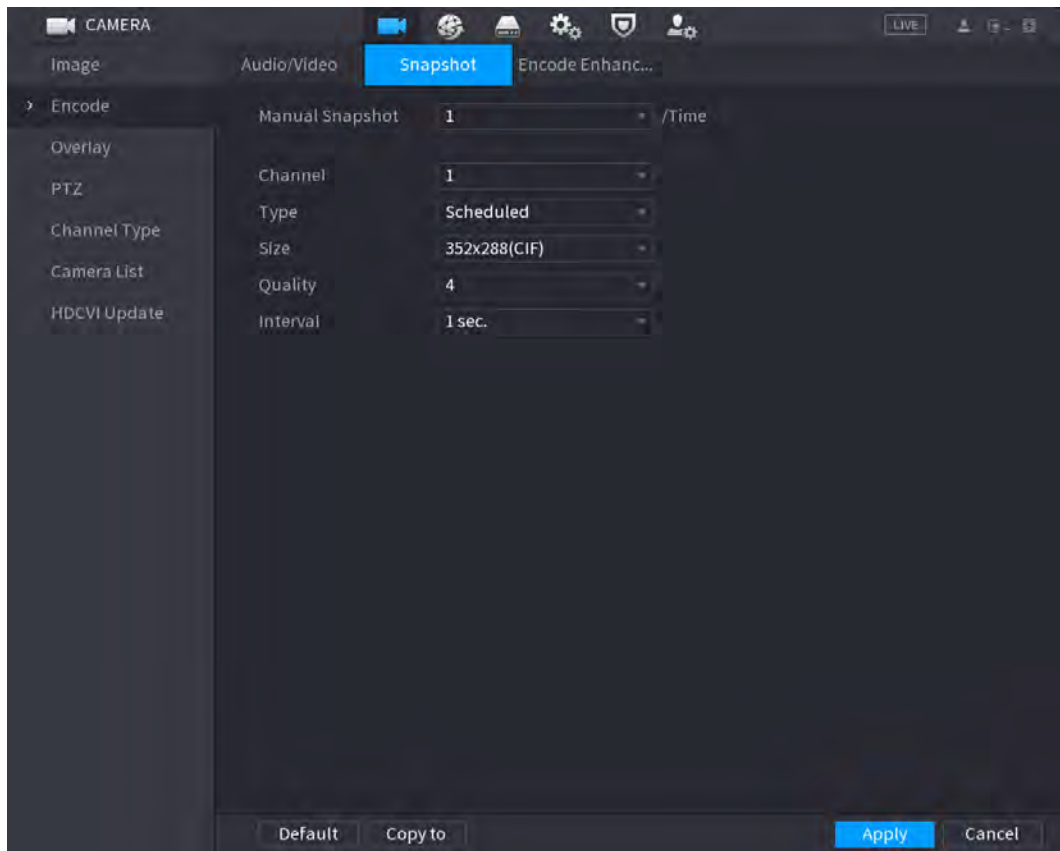 CAMERA
LIVE
Image
Audio/Video
Snapshot
Encode Enhanc...
Encode
Manual Snapshot 1 /Time
Overlay
Channel 1
PTZ
Type Scheduled
Channel Type
Size 352x288(CIF)
Camera List
Quality 4
HDCVI Update
Interval 1 sec.
Default
Copy to
Apply
Cancel